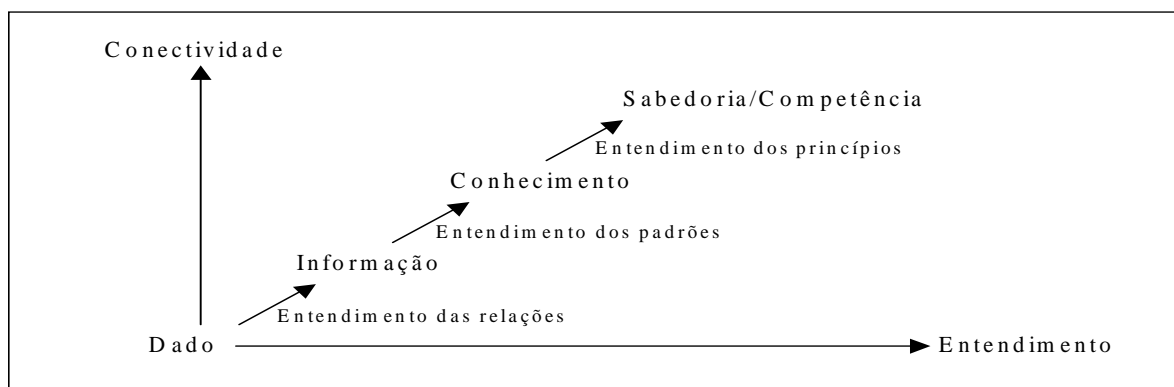 Conectividade
Sabedoria/Competência
Entendimento dos princípios
Conhecimento
Entendimento dos padrões
Informação
Entendimento das relações
Dado
Entendimento